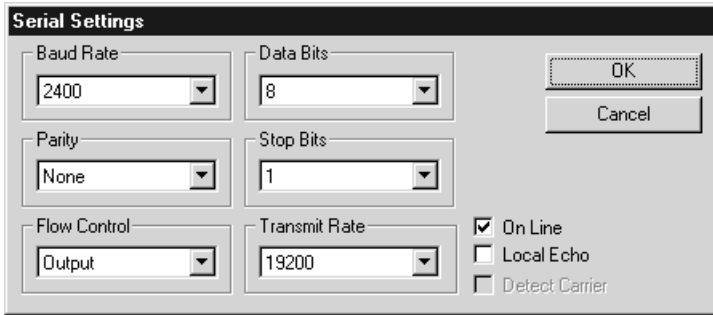 Serial Settings
Baud Rate
2400
Data Bits
8
OK
Cancel
Parity
None
Stop Bits
1
Flow Control
Output
Transmit Rate
19200
On Line
Local Echo
Detect Carrier